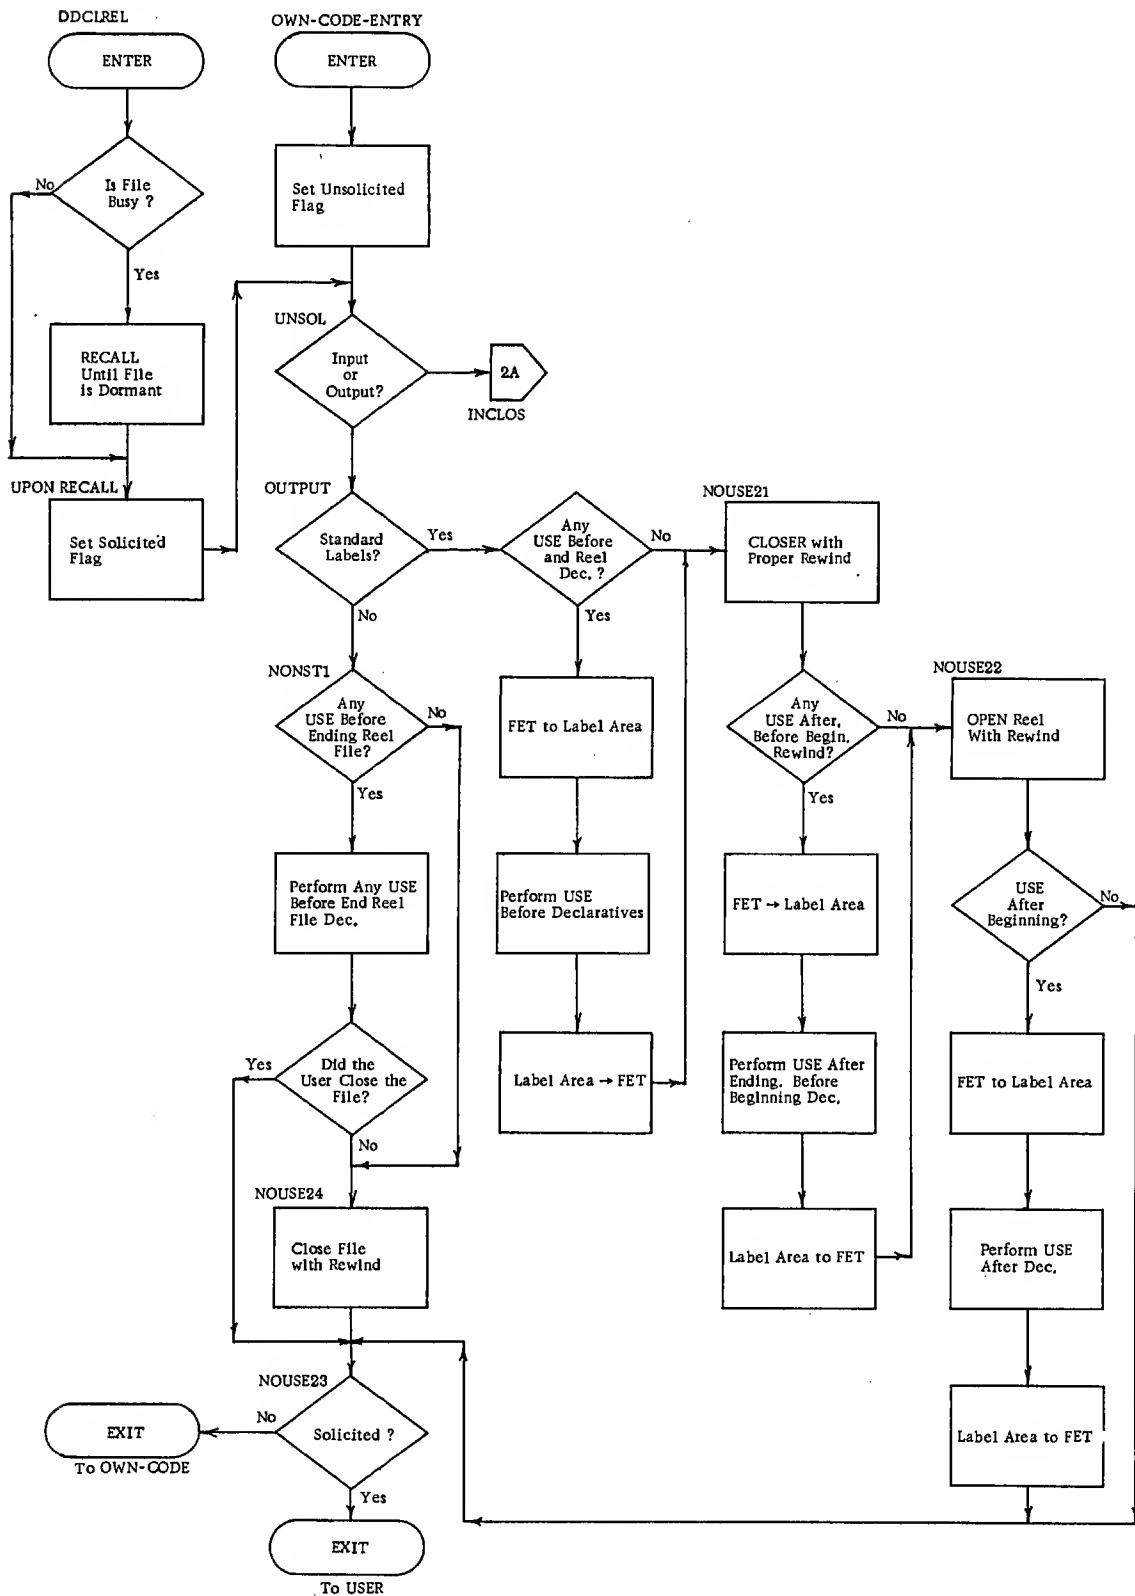 DDCLREL
ENTER
Is File
Busy ?
No
Yes
RECALL
Until File
is Dormant
UPON RECALL
Set Solicited
Flag
OWN-CODE-ENTRY
ENTER
Set Unsolicited
Flag
UNSOL
Input
or
Output?
2A
INCLOS
OUTPUT
Standard
Labels?
Yes
No
NONST1
Any
USE Before
Ending Reel
File?
No
Yes
Perform Any USE
Before End Reel
File Dec.
Did the
User Close the
File?
Yes
No
NOUSE24
Close File
with Rewind
NOUSE23
Solicited ?
No
EXIT
To OWN-CODE
Yes
EXIT
To USER
Any
USE Before
and Reel
Dec. ?
No
Yes
FET to Label Area
Perform USE
Before Declaratives
Label Area → FET
NOUSE21
CLOSER with
Proper Rewind
Any
USE After.
Before Begin.
Rewind?
No
Yes
FET → Label Area
Perform USE After
Ending. Before
Beginning Dec.
Label Area to FET
NOUSE22
OPEN Reel
With Rewind
USE
After
Beginning?
No
Yes
FET to Label Area
Perform USE
After Dec.
Label Area to FET